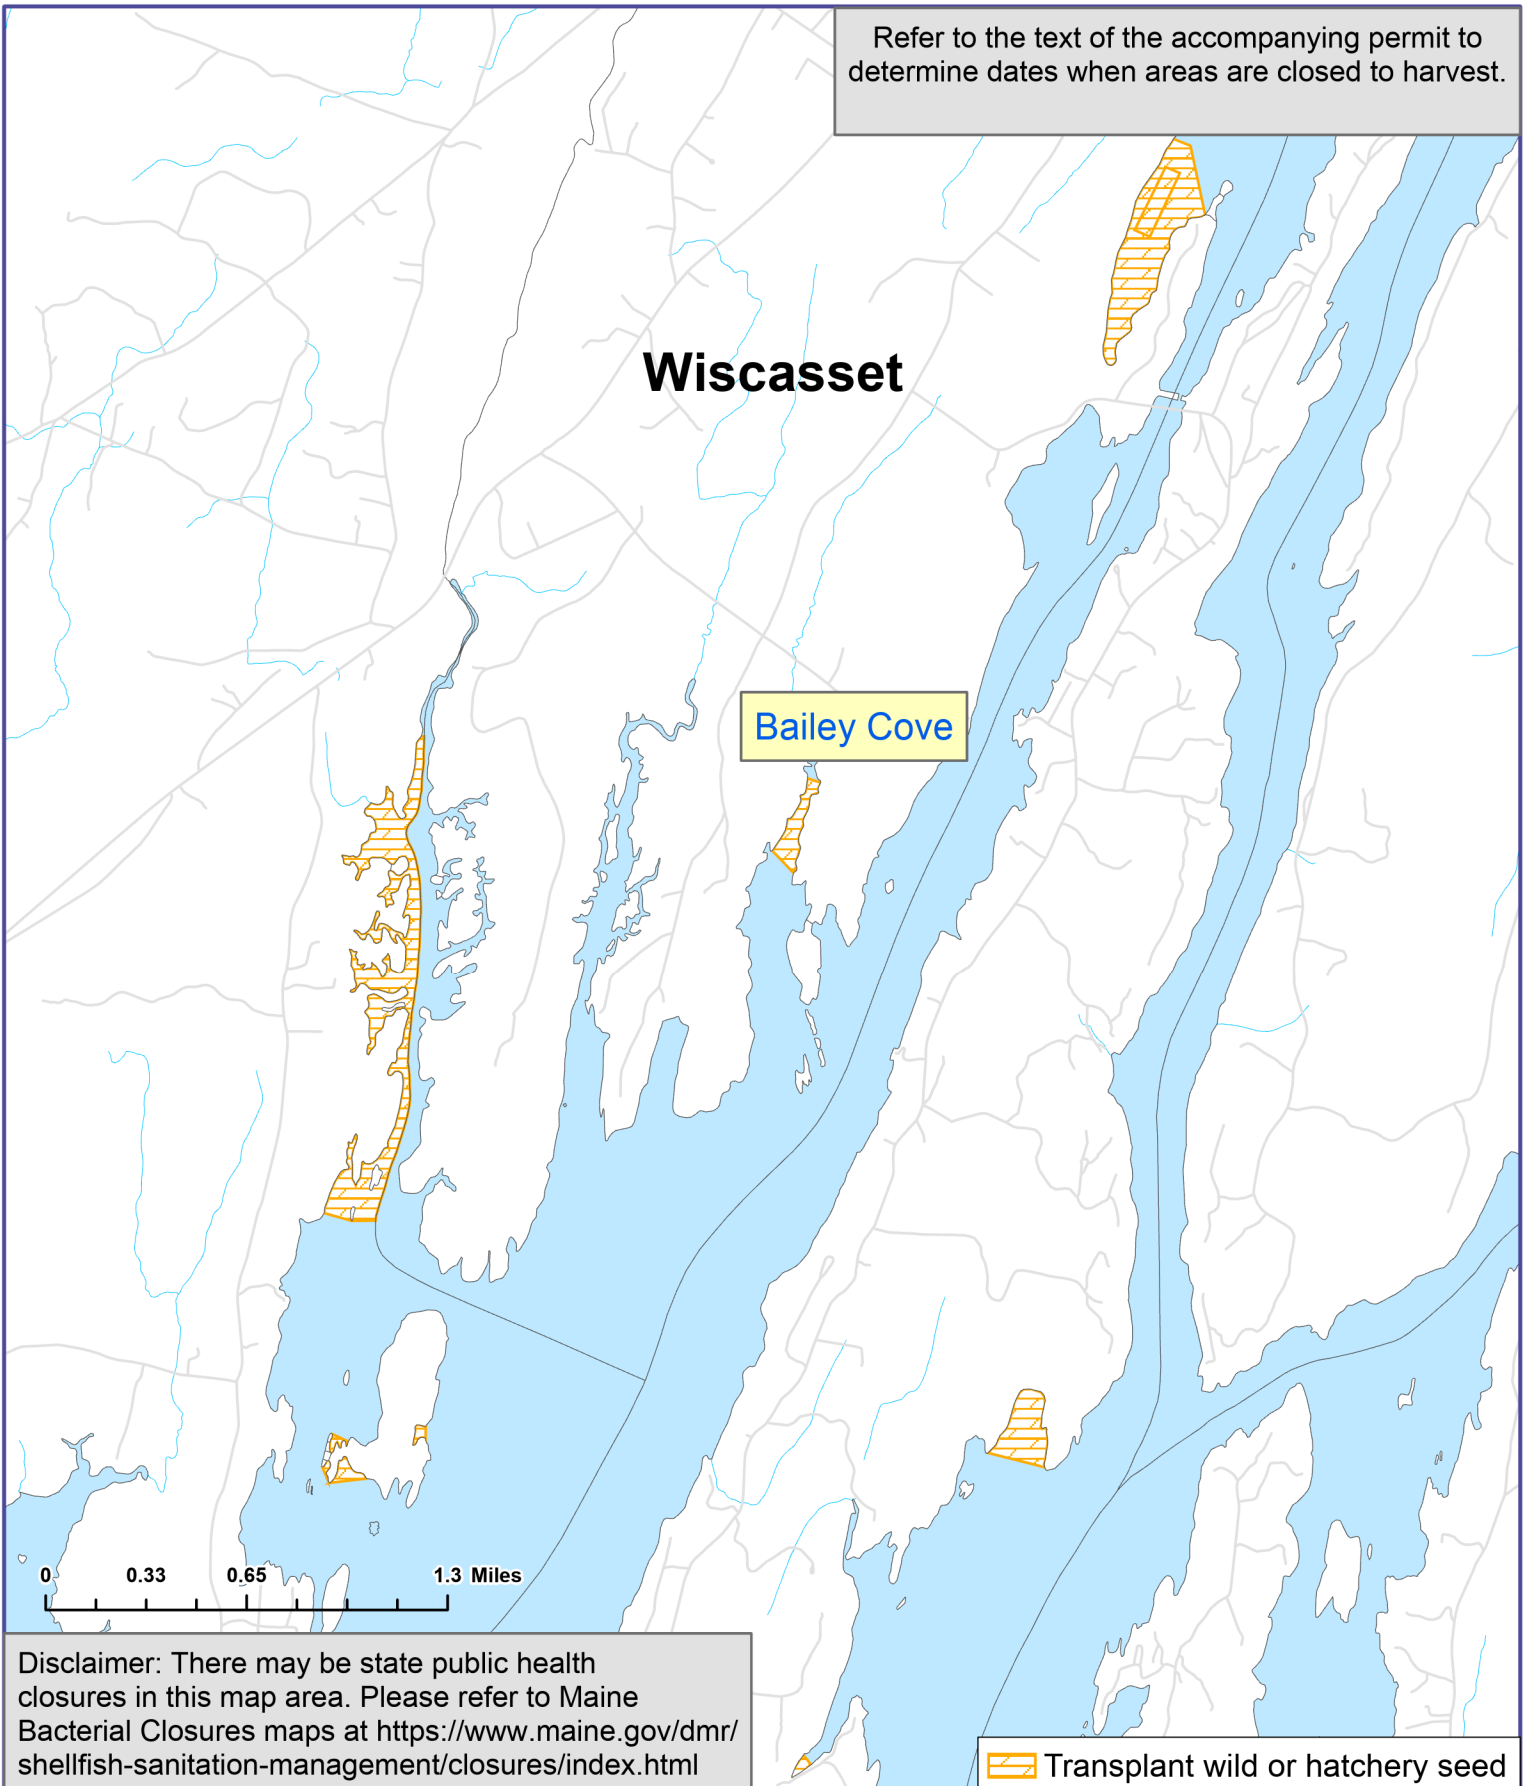 Refer to the text of the accompanying permit to
determine dates when areas are closed to harvest.
Wiscasset
Bailey Cove
0 0.33 0.65 1.3 Miles
Disclaimer: There may be state public health
closures in this map area. Please refer to Maine
Bacterial Closures maps at https://www.maine.gov/dmr/
shellfish-sanitation-management/closures/index.html
Transplant wild or hatchery seed